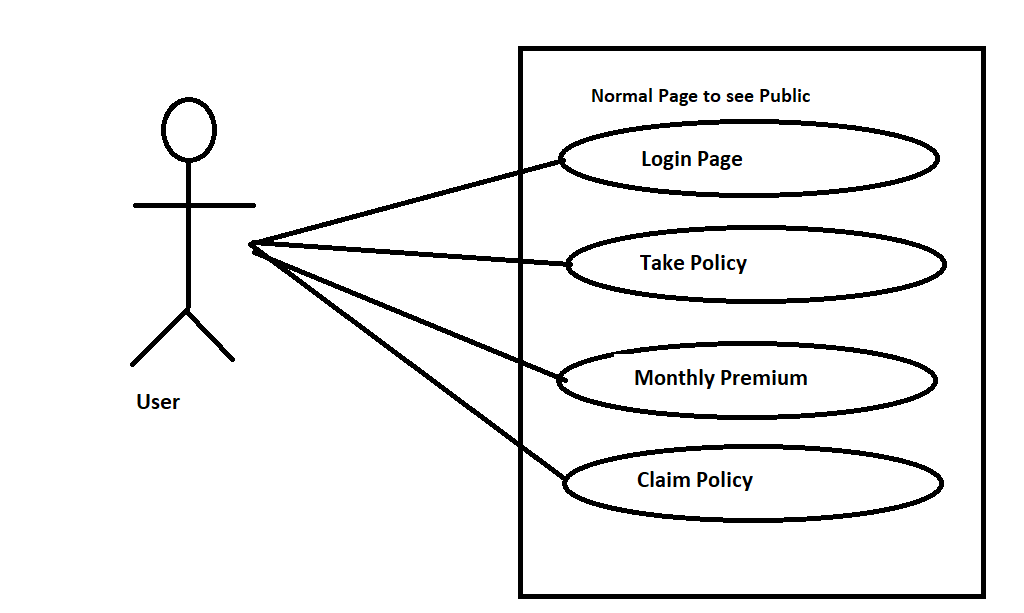 Normal Page to see Public
Login Page
Take Policy
Monthly Premium
Claim Policy
User